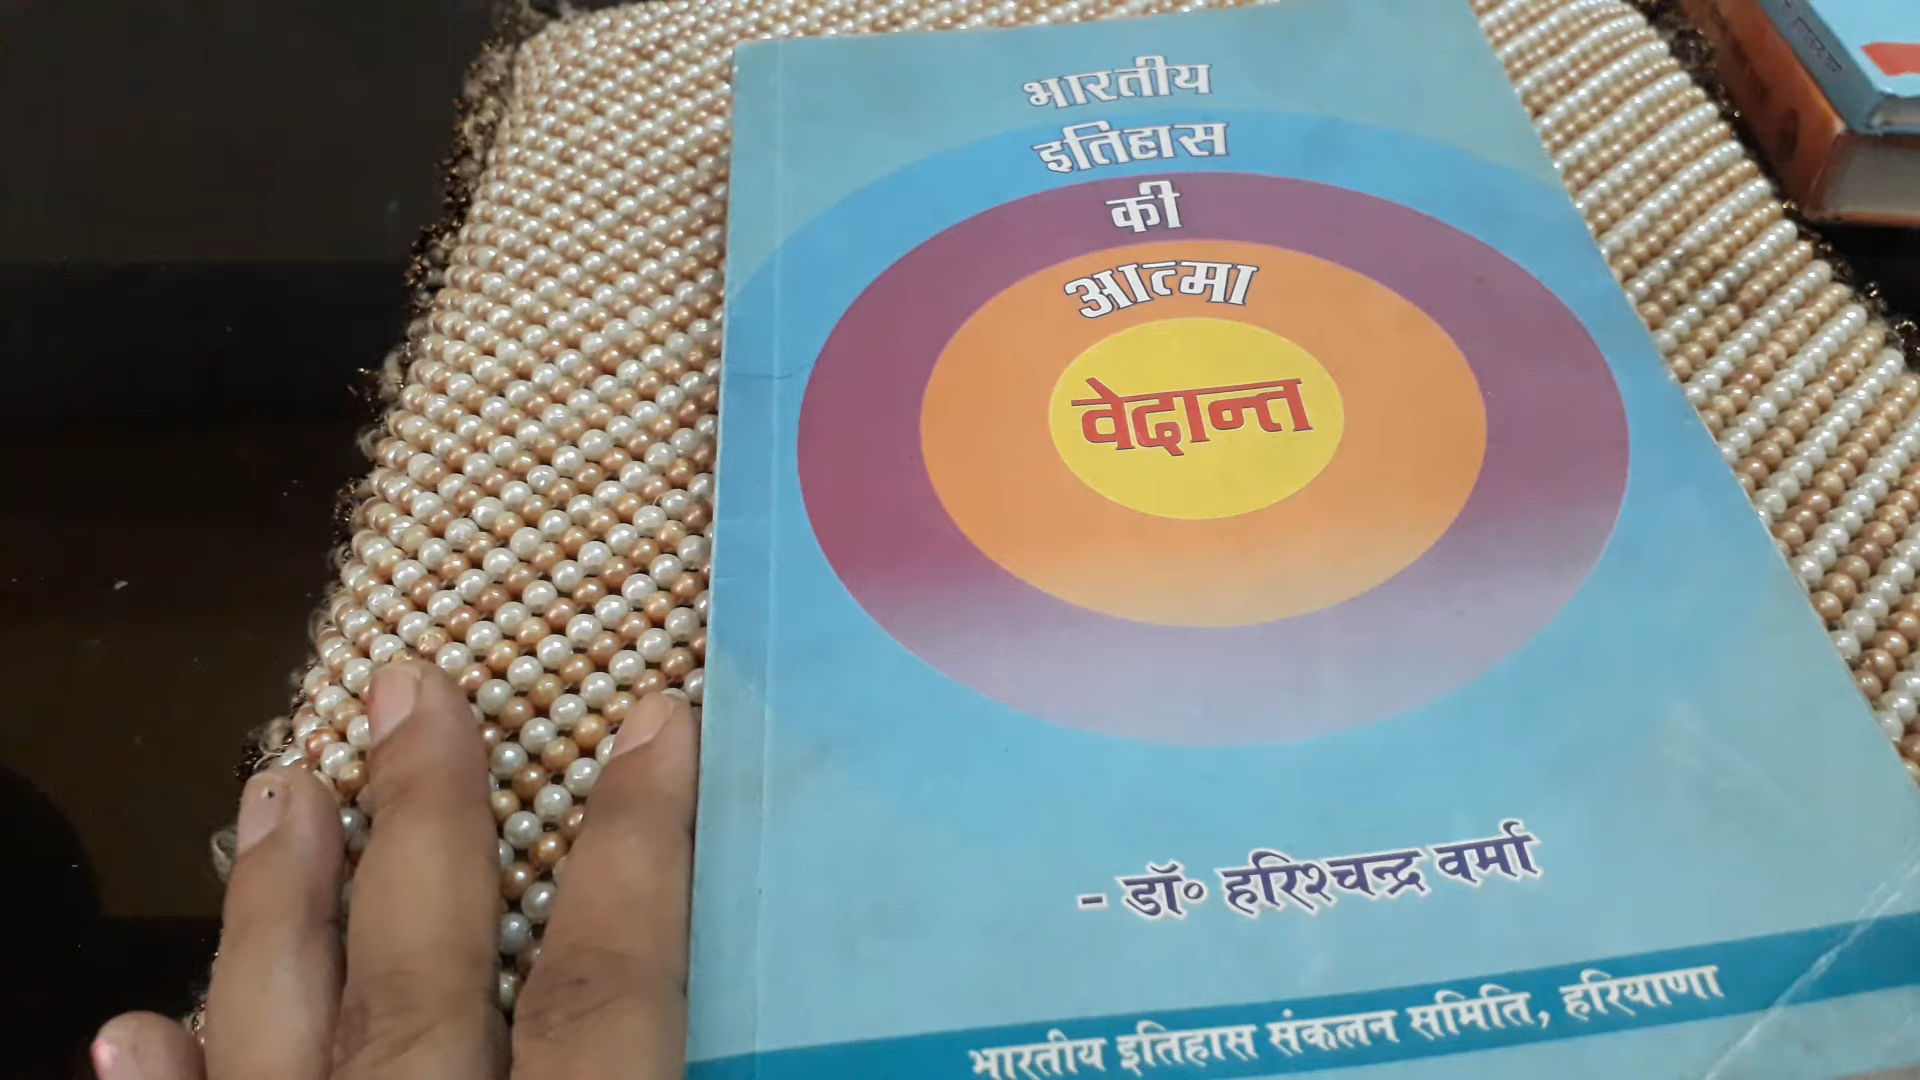 भारतीय
इतिहास
की
आत्मा
वेदान्त
- डॉ॰ हरिश्चन्द्र वर्मा
भारतीय इतिहास संकलन समिति, हरियाणा